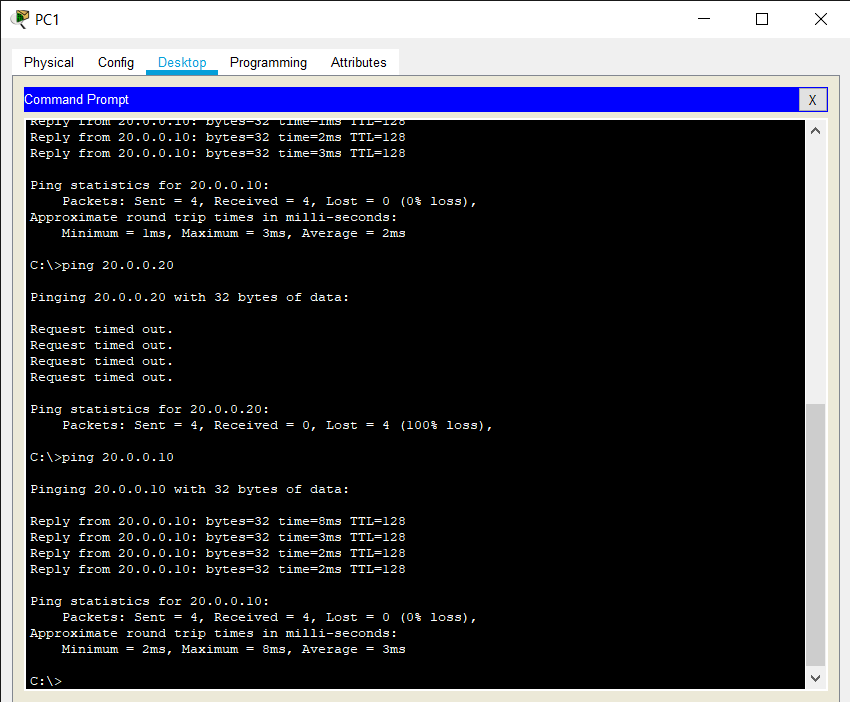 PC1
Physical Config Desktop Programming Attributes
Command Prompt X
Reply from 20.0.0.10: bytes=32 time=1ms TTL=128
Reply from 20.0.0.10: bytes=32 time=2ms TTL=128
Reply from 20.0.0.10: bytes=32 time=3ms TTL=128
Ping statistics for 20.0.0.10:
Packets: Sent = 4, Received = 4, Lost = 0 (0% loss),
Approximate round trip times in milli-seconds:
Minimum = 1ms, Maximum = 3ms, Average = 2ms
C:\>ping 20.0.0.20
Pinging 20.0.0.20 with 32 bytes of data:
Request timed out.
Request timed out.
Request timed out.
Request timed out.
Ping statistics for 20.0.0.20:
Packets: Sent = 4, Received = 0, Lost = 4 (100% loss),
C:\>ping 20.0.0.10
Pinging 20.0.0.10 with 32 bytes of data:
Reply from 20.0.0.10: bytes=32 time=8ms TTL=128
Reply from 20.0.0.10: bytes=32 time=3ms TTL=128
Reply from 20.0.0.10: bytes=32 time=2ms TTL=128
Reply from 20.0.0.10: bytes=32 time=2ms TTL=128
Ping statistics for 20.0.0.10:
Packets: Sent = 4, Received = 4, Lost = 0 (0% loss),
Approximate round trip times in milli-seconds:
Minimum = 2ms, Maximum = 8ms, Average = 3ms
C:\>